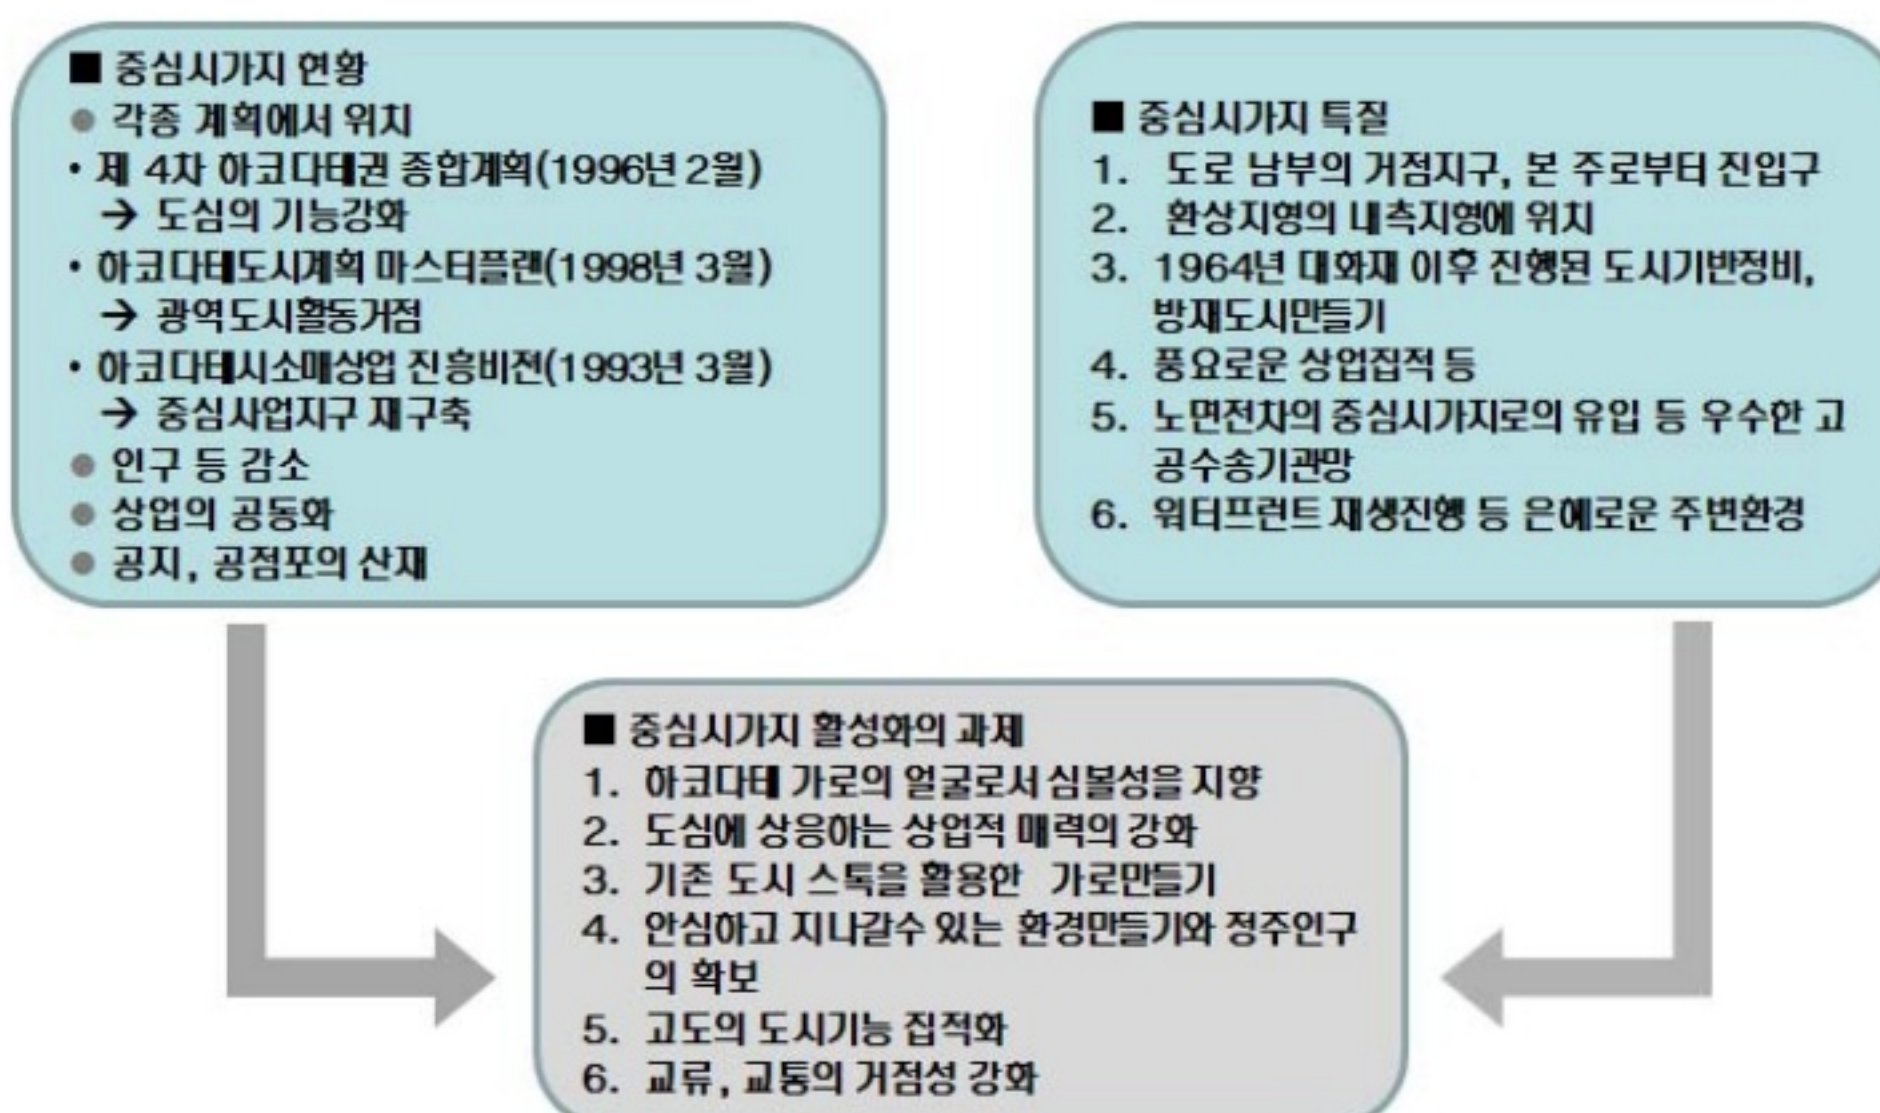 ■ 중심시가지 현황
● 각종 계획에서 위치
• 제 4차 하코다테권 종합계획(1996년 2월)
→ 도심의 기능강화
• 하코다테도시계획 마스터플랜(1998년 3월)
→ 광역도시활동거점
• 하코다테시소매상업 진흥비젼(1993년 3월)
→ 중심사업지구 재구축
● 인구 등 감소
● 상업의 공동화
● 공지, 공점포의 산재
■ 중심시가지 특질
1. 도로 남부의 거점지구, 본 주로부터 진입구
2. 환상지형의 내측지형에 위치
3. 1964년 대화재 이후 진행된 도시기반정비,
방재도시만들기
4. 풍요로운 상업집적 등
5. 노면전차의 중심시가지로의 유입 등 우수한 고
공수송기관망
6. 워터프런트 재생진행 등 은혜로운 주변환경
■ 중심시가지 활성화의 과제
1. 하코다테 가로의 얼굴로서 심볼성을 지향
2. 도심에 상응하는 상업적 매력의 강화
3. 기존 도시 스톡을 활용한 가로만들기
4. 안심하고 지나갈수 있는 환경만들기와 정주인구
의 확보
5. 고도의 도시기능 집적화
6. 교류, 교통의 거점성 강화